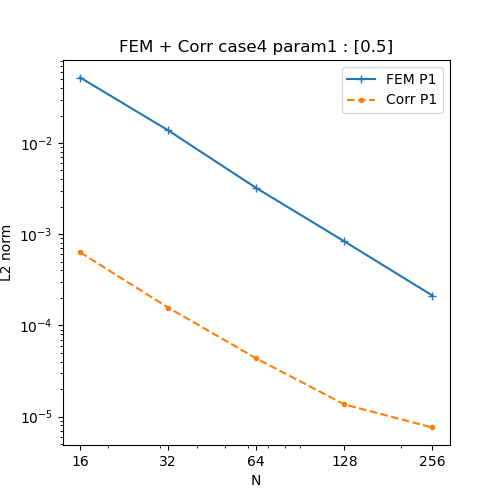 FEM + Corr case4 param1 : [0.5]
FEM P1
Corr P1
L2 norm
10^{-2}
10^{-3}
10^{-4}
10^{-5}
16 32 64 128 256
N